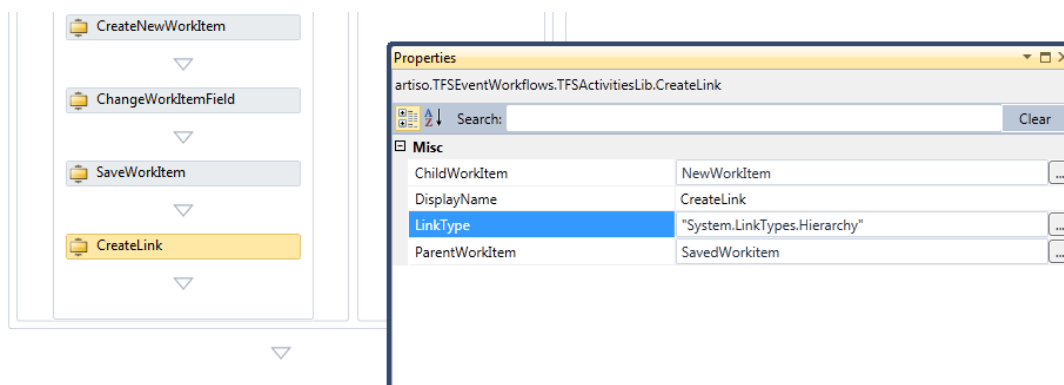 CreateNewWorkItem
ChangeWorkItemField
SaveWorkItem
CreateLink
Properties
artiso.TFSEventWorkflows.TFSActivitiesLib.CreateLink
Search:
Clear
Misc
ChildWorkItem NewWorkItem ...
DisplayName CreateLink
LinkType "System.LinkTypes.Hierarchy" ...
ParentWorkItem SavedWorkitem ...